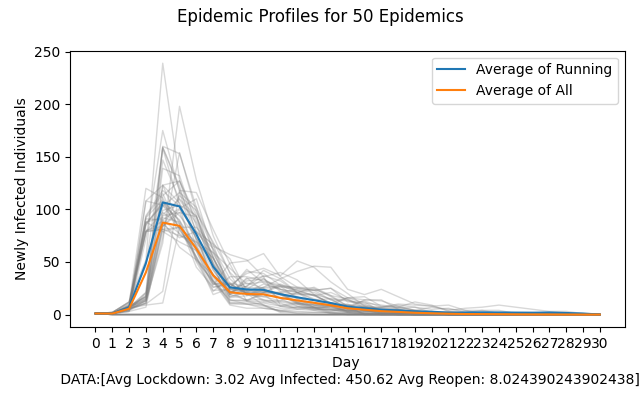 Epidemic Profiles for 50 Epidemics
250
200
150
100
50
0
Newly Infected Individuals
Average of Running
Average of All
0 1 2 3 4 5 6 7 8 9 10 11 12 13 14 15 16 17 18 19 20 21 22 23 24 25 26 27 28 29 30
Day
DATA:[Avg Lockdown: 3.02 Avg Infected: 450.62 Avg Reopen: 8.024390243902438]